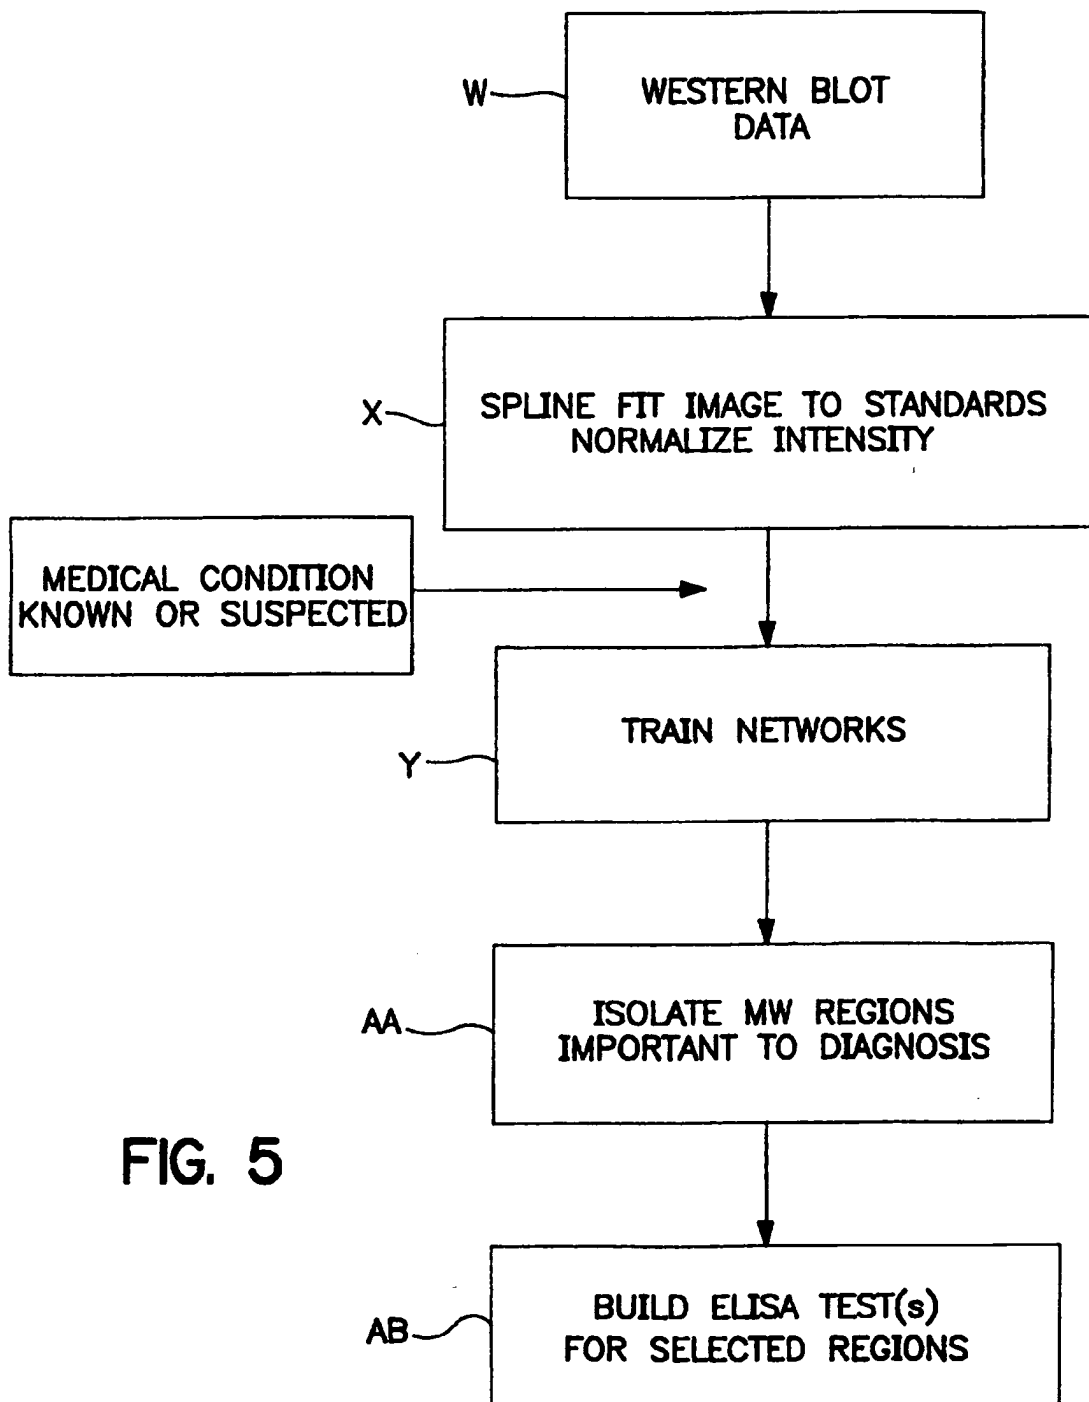 W
WESTERN BLOT
DATA
X
SPLINE FIT IMAGE TO STANDARDS
NORMALIZE INTENSITY
MEDICAL CONDITION
KNOWN OR SUSPECTED
TRAIN NETWORKS
Y
AA
ISOLATE MW REGIONS
IMPORTANT TO DIAGNOSIS
FIG. 5
AB
BUILD ELISA TEST(s)
FOR SELECTED REGIONS